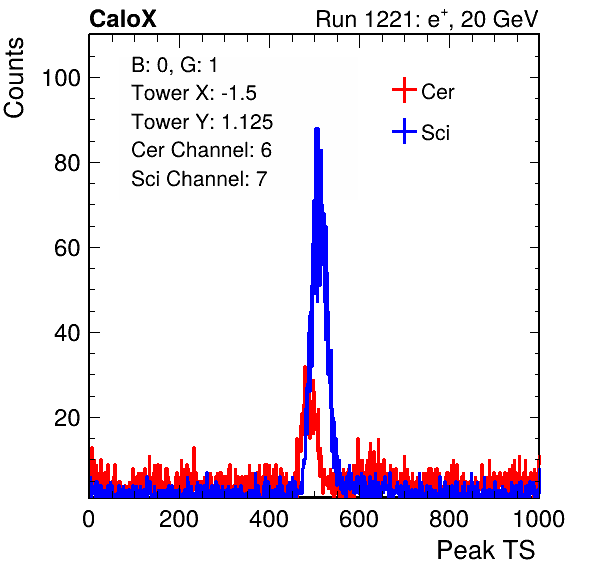 CaloX Run 1221: e+, 20 GeV
Counts
B: 0, G: 1
Tower X: -1.5
Tower Y: 1.125
Cer Channel: 6
Sci Channel: 7
Cer
Sci
100
80
60
40
20
0 200 400 600 800 1000
Peak TS